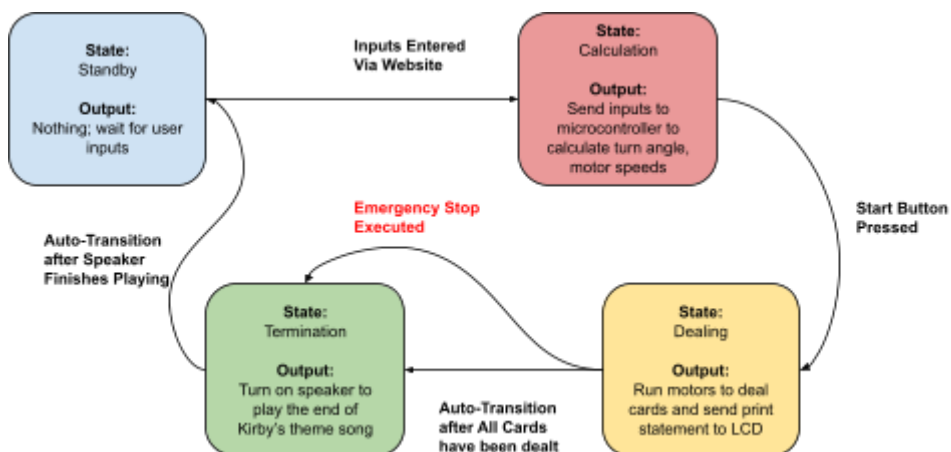 State:
Standby
Output:
Nothing; wait for user
inputs
Inputs Entered
Via Website
State:
Calculation
Output:
Send inputs to
microcontroller to
calculate turn angle,
motor speeds
Start Button
Pressed
Emergency Stop
Executed
Auto-Transition
after Speaker
Finishes Playing
State:
Termination
Output:
Turn on speaker to
play the end of
Kirby's theme song
Auto-Transition
after All Cards
have been dealt
State:
Dealing
Output:
Run motors to deal
cards and send print
statement to LCD